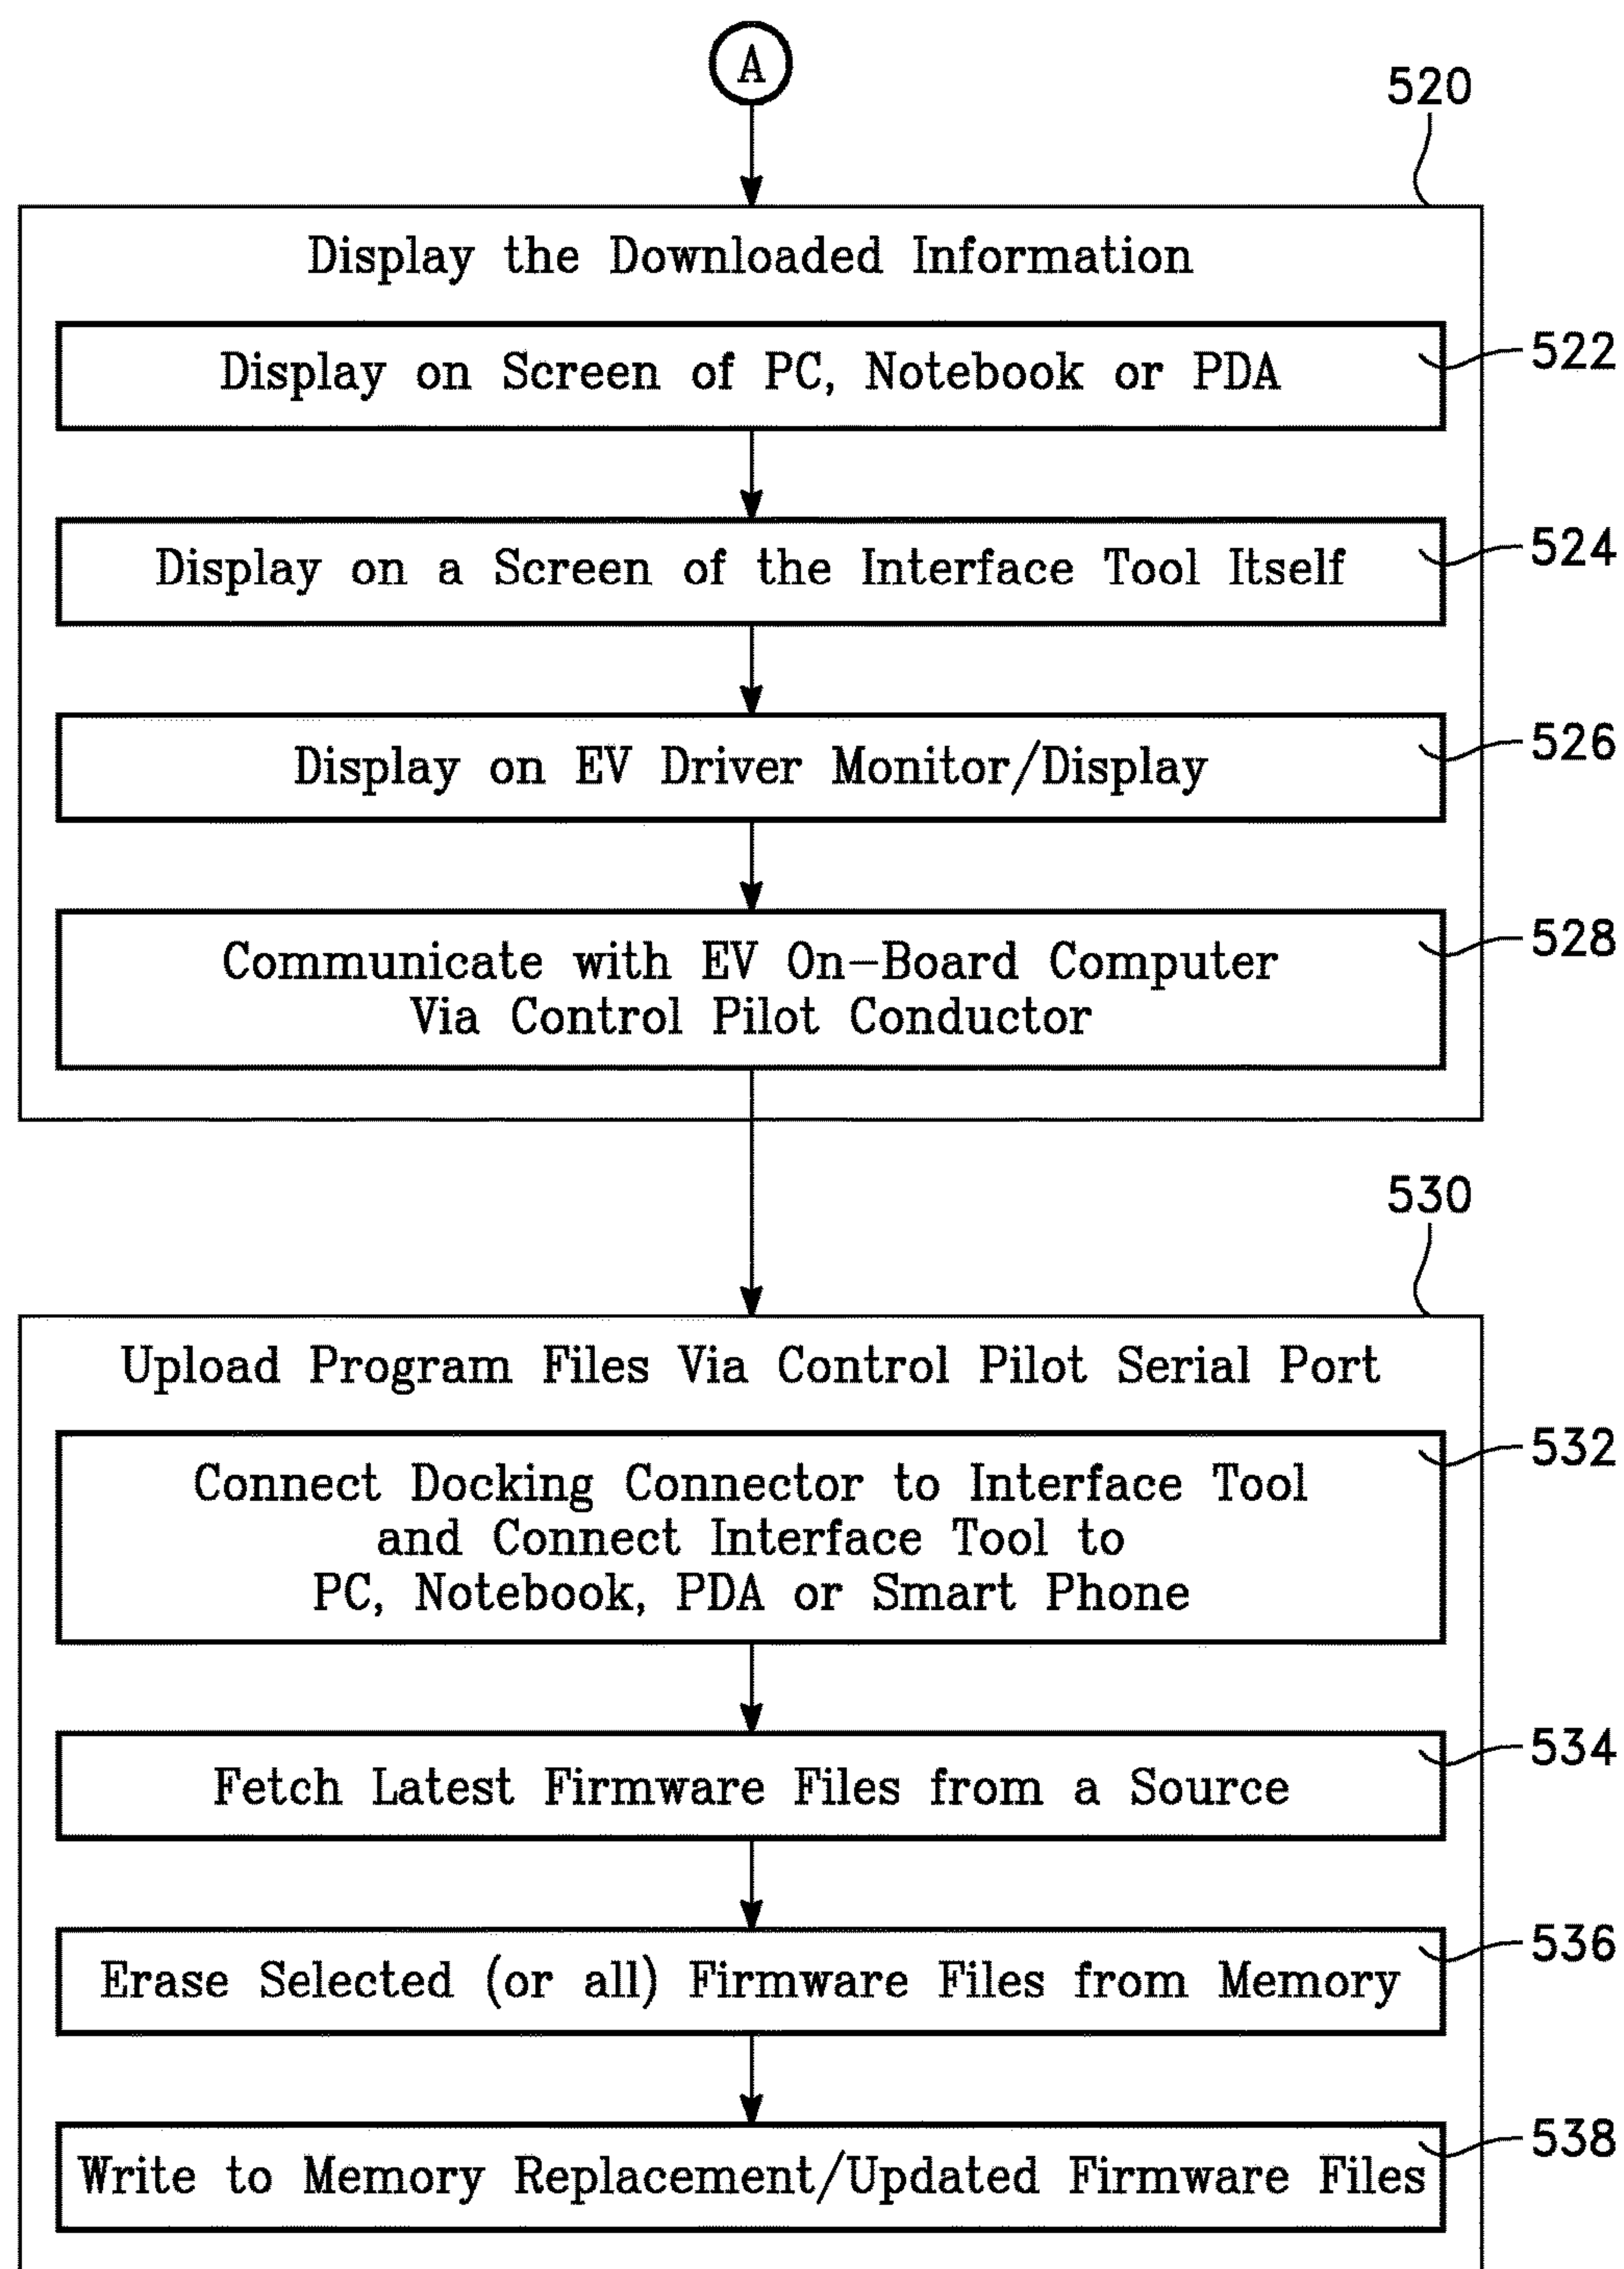 A
520
Display the Downloaded Information
Display on Screen of PC, Notebook or PDA
522
Display on a Screen of the Interface Tool Itself
524
Display on EV Driver Monitor/Display
526
Communicate with EV On-Board Computer
Via Control Pilot Conductor
528
530
Upload Program Files Via Control Pilot Serial Port
Connect Docking Connector to Interface Tool
and Connect Interface Tool to
PC, Notebook, PDA or Smart Phone
532
Fetch Latest Firmware Files from a Source
534
Erase Selected (or all) Firmware Files from Memory
536
Write to Memory Replacement/Updated Firmware Files
538